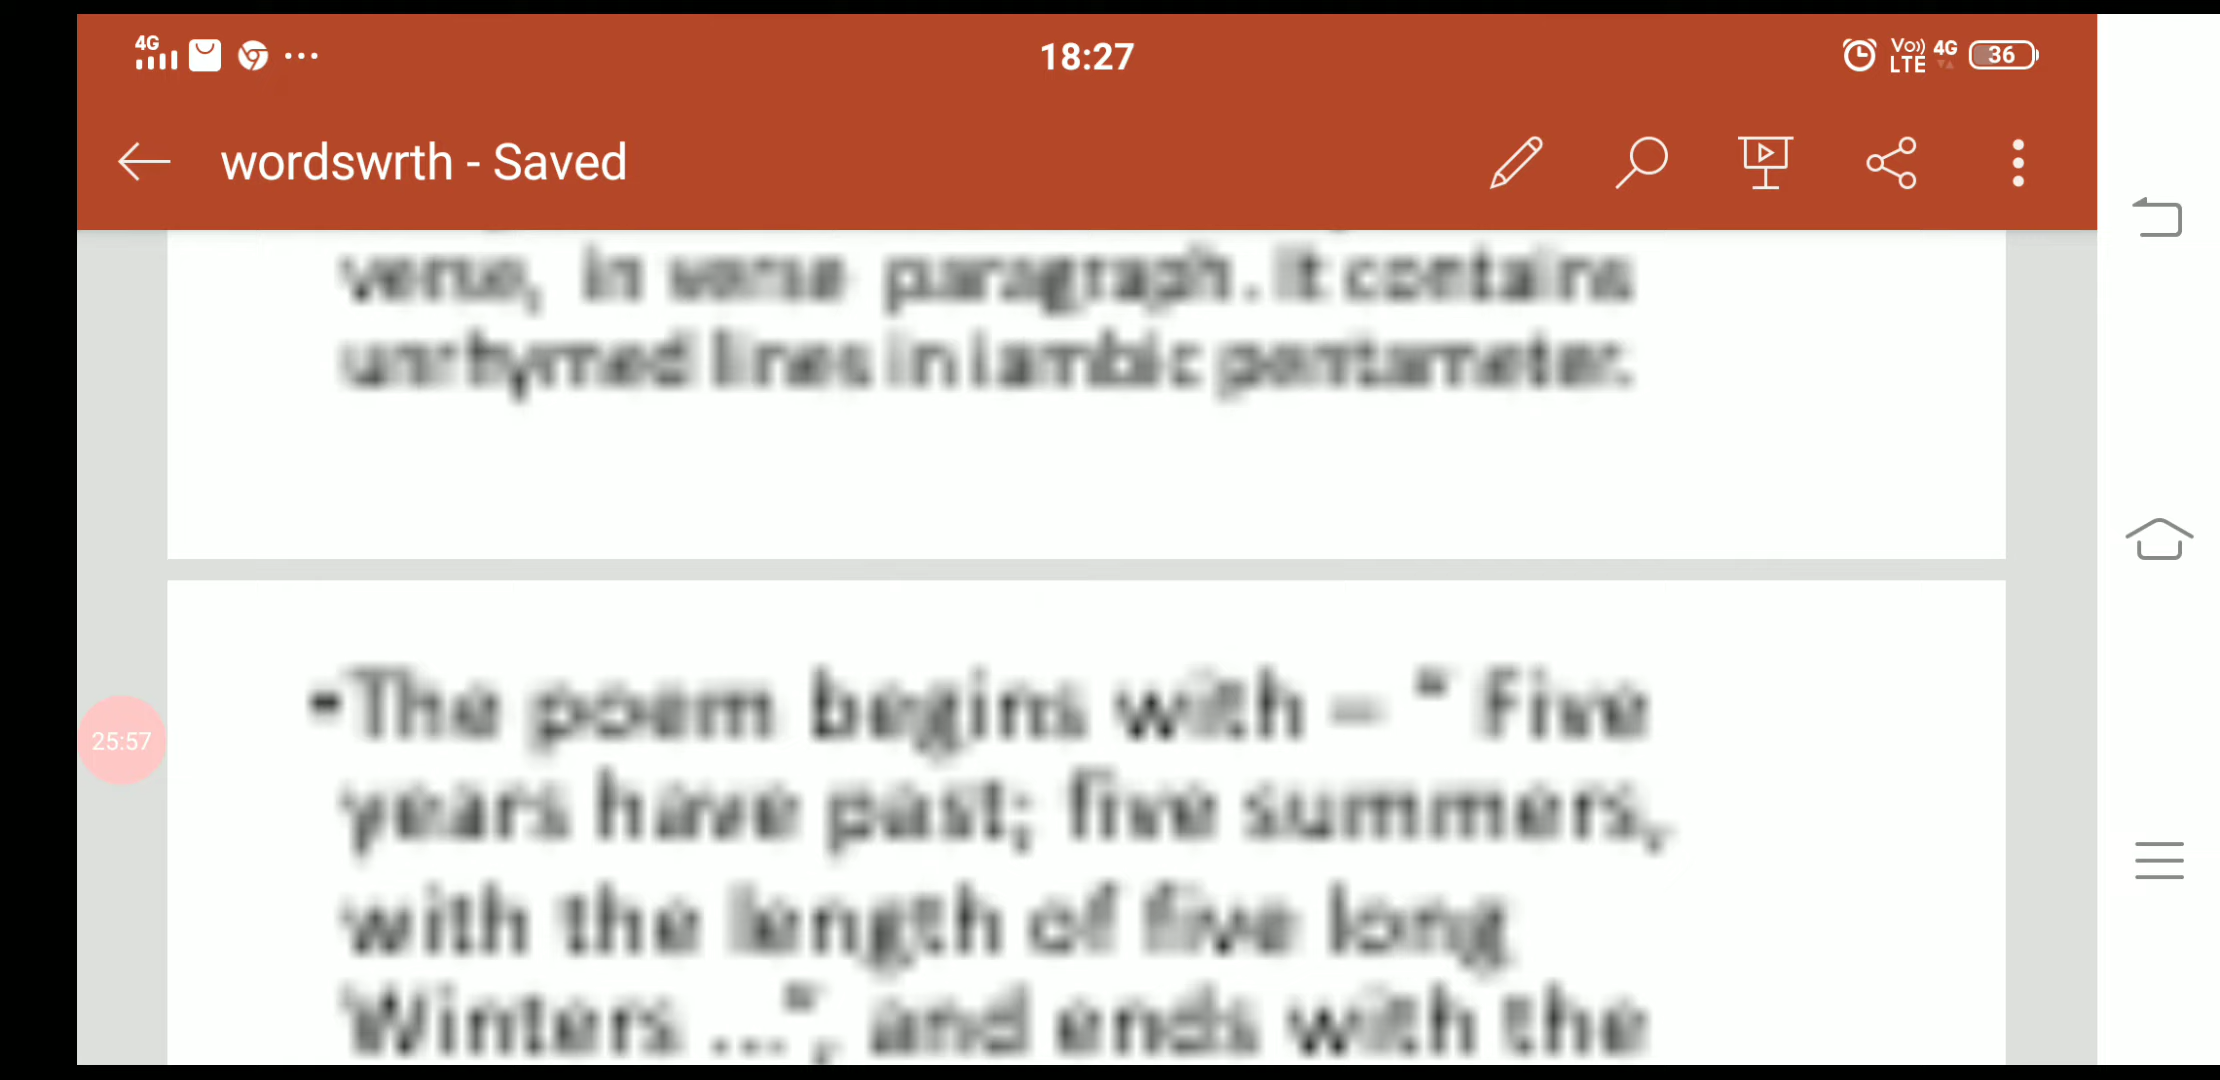 4G
18:27
Vo)) LTE 4G 36
wordswrth - Saved
verse, in verse paragraph. It contains
unrhymed lines in iambic pentameter.
25:57
-The poem begins with – “ Five
years have past; five summers,
with the length of five long
Winters ...”, and ends with the